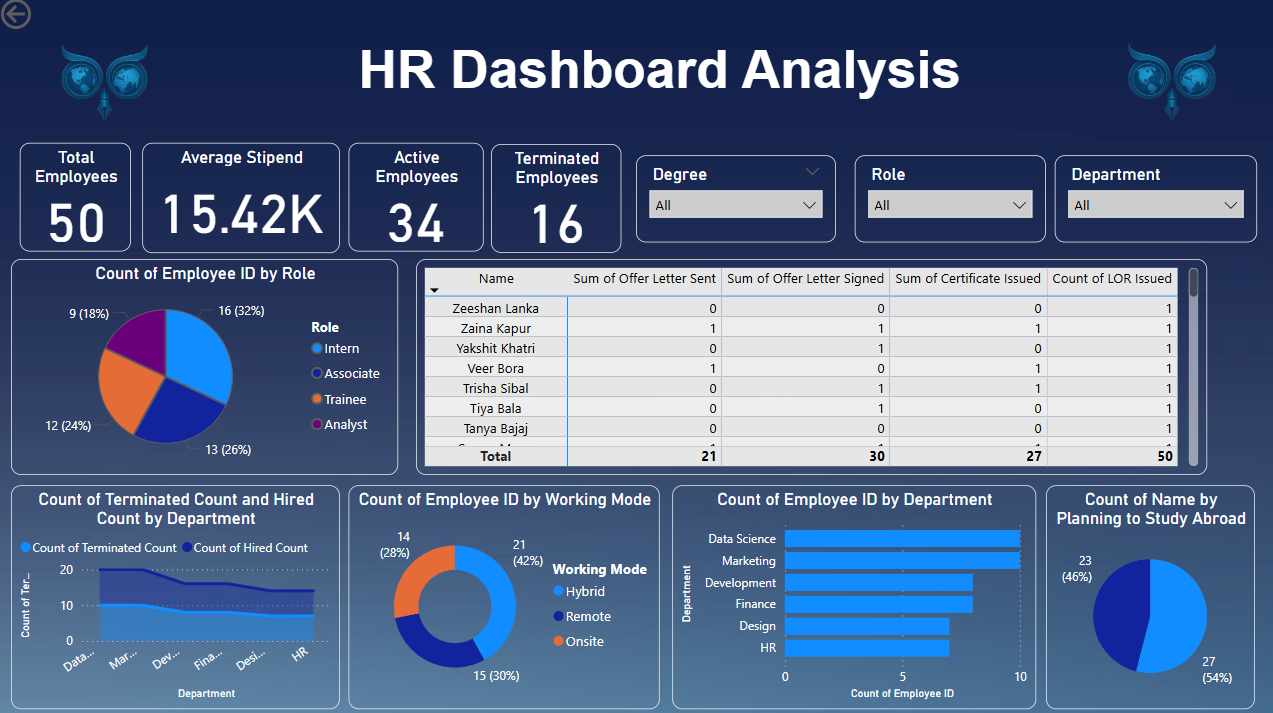 HR Dashboard Analysis
Total
Employees
50
Average Stipend
15.42K
Active
Employees
34
Terminated
Employees
16
Degree
All
Role
All
Department
All
Count of Employee ID by Role
9 (18%)
16 (32%)
12 (24%)
13 (26%)
Role
Intern
Associate
Trainee
Analyst
Name Sum of Offer Letter Sent Sum of Offer Letter Signed Sum of Certificate Issued Count of LOR Issued
Zeeshan Lanka 0 0 0 1
Zaina Kapur 1 1 1 1
Yakshit Khatri 0 1 0 1
Veer Bora 1 0 1 1
Trisha Sibal 0 1 1 1
Tiya Bala 0 1 0 1
Tanya Bajaj 0 0 0 1
Total 21 30 27 50
Count of Terminated Count and Hired
Count by Department
Count of Terminated Count Count of Hired Count
Count of Ter...
20
10
0
Data... Mar... Dev... Fina... Desi... HR
Department
Count of Employee ID by Working Mode
14
(28%)
21
(42%)
15 (30%)
Working Mode
Hybrid
Remote
Onsite
Count of Employee ID by Department
Department
Data Science
Marketing
Development
Finance
Design
HR
0 5 10
Count of Employee ID
Count of Name by
Planning to Study Abroad
23
(46%)
27
(54%)